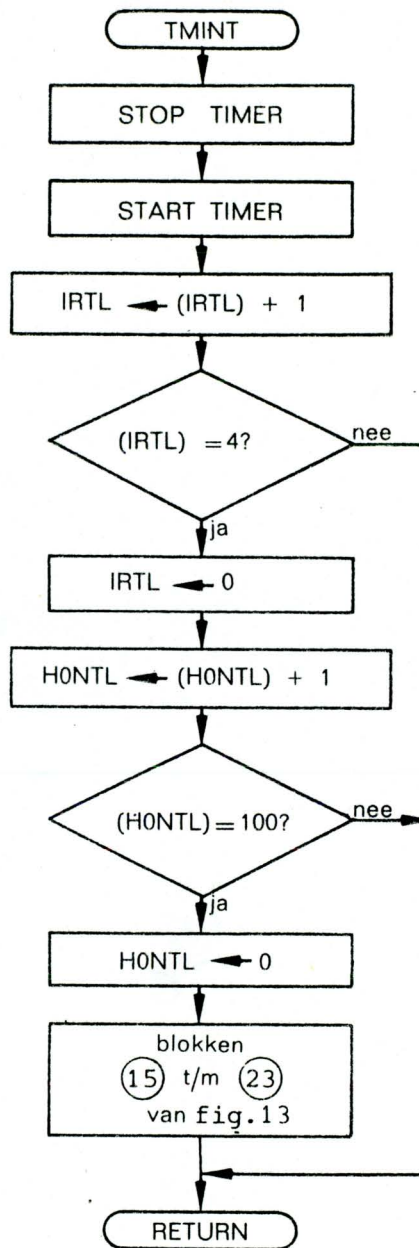 TMINT
STOP TIMER
START TIMER
IRTL ← (IRTL) + 1
(IRTL) = 4?
nee
ja
IRTL ← 0
H0NTL ← (H0NTL) + 1
(H0NTL) = 100?
nee
ja
H0NTL ← 0
blokken
15 t/m 23
van fig.13
RETURN